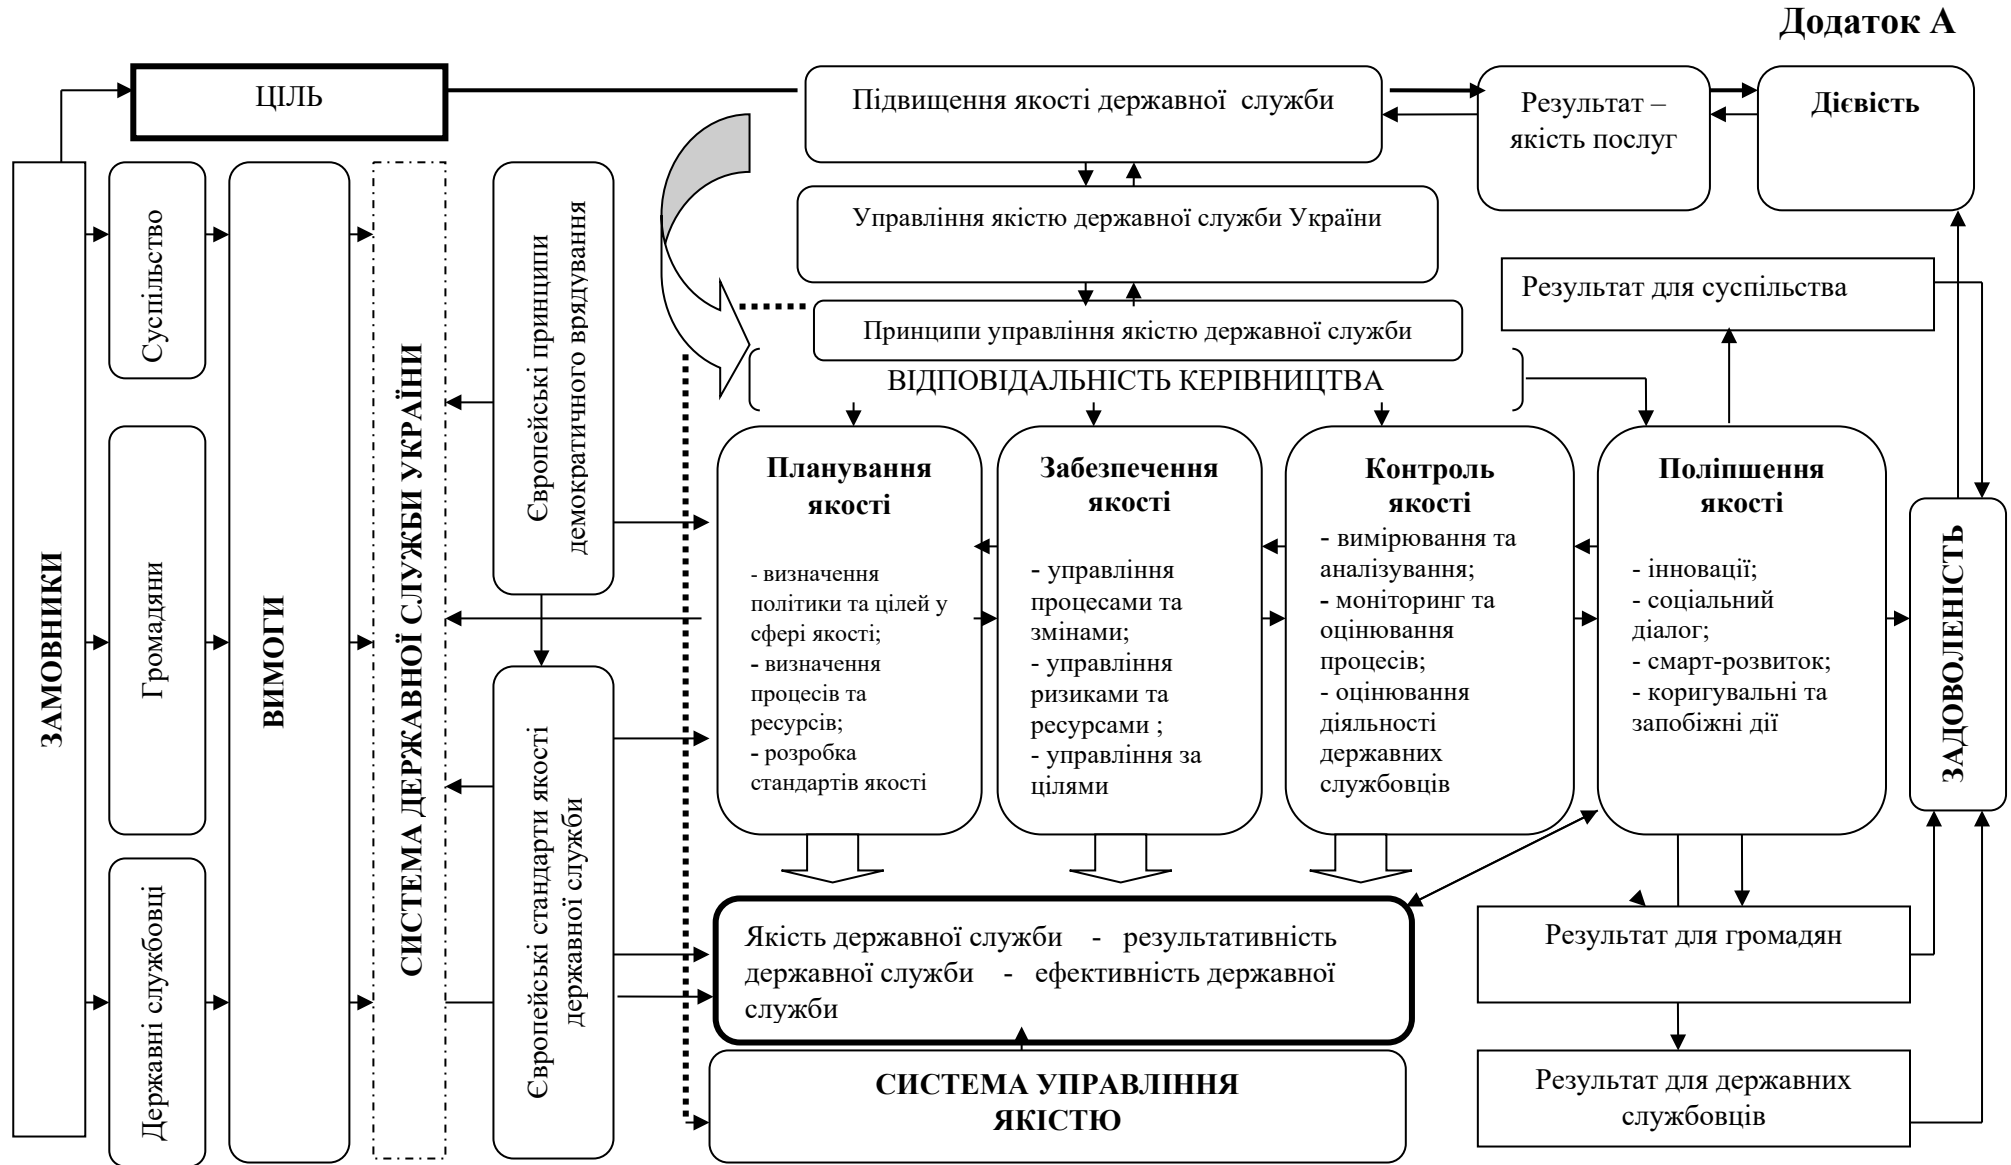 Додаток А
ЦІЛЬ
Підвищення якості державної служби
Результат –
якість послуг
Дієвість
Управління якістю державної служби України
Принципи управління якістю державної служби
ВІДПОВІДАЛЬНІСТЬ КЕРІВНИЦТВА
Результат для суспільства
ЗАМОВНИКИ
Суспільство
Громадяни
Державні службовці
ВИМОГИ
СИСТЕМА ДЕРЖАВНОЇ СЛУЖБИ УКРАЇНИ
Європейські принципи
демократичного врядування
Європейські стандарти якості
державної служби
Планування
якості
- визначення
політики та цілей у
сфері якості;
- визначення
процесів та
ресурсів;
- розробка
стандартів якості
Забезпечення
якості
- управління
процесами та
змінами;
- управління
ризиками та
ресурсами ;
- управління за
цілями
Контроль
якості
- вимірювання та
аналізування;
- моніторинг та
оцінювання
процесів;
- оцінювання
діяльності
державних
службовців
Поліпшення
якості
- інновації;
- соціальний
діалог;
- смарт-розвиток;
- коригувальні та
запобіжні дії
ЗАДОВОЛЕНІСТЬ
Якість державної служби - результативність
державної служби - ефективність державної
служби
СИСТЕМА УПРАВЛІННЯ
ЯКІСТЮ
Результат для громадян
Результат для державних
службовців